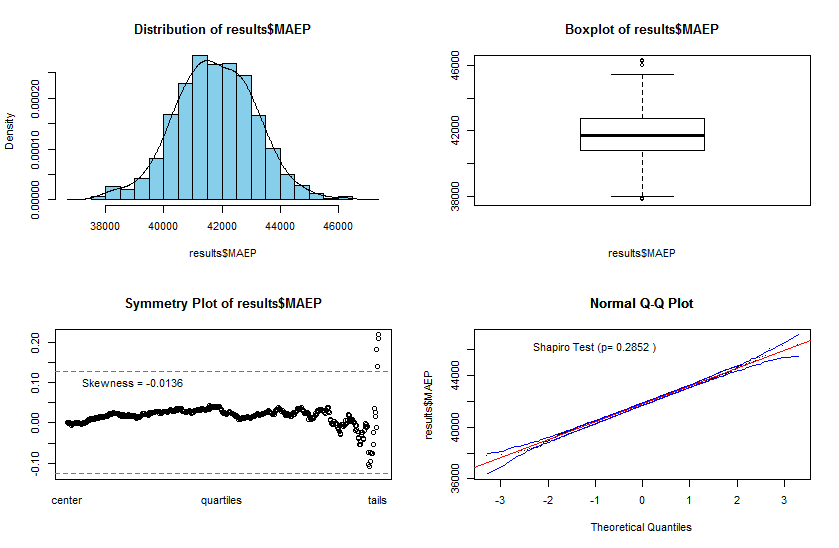 Distribution of results$MAEP
Density
0.00000 0.00010 0.00020
38000 40000 42000 44000 46000
results$MAEP
Boxplot of results$MAEP
38000 42000 46000
results$MAEP
Symmetry Plot of results$MAEP
-0.10 0.00 0.10 0.20
Skewness = -0.0136
center quartiles tails
Normal Q-Q Plot
results$MAEP
36000 40000 44000
Shapiro Test (p= 0.2852 )
-3 -2 -1 0 1 2 3
Theoretical Quantiles